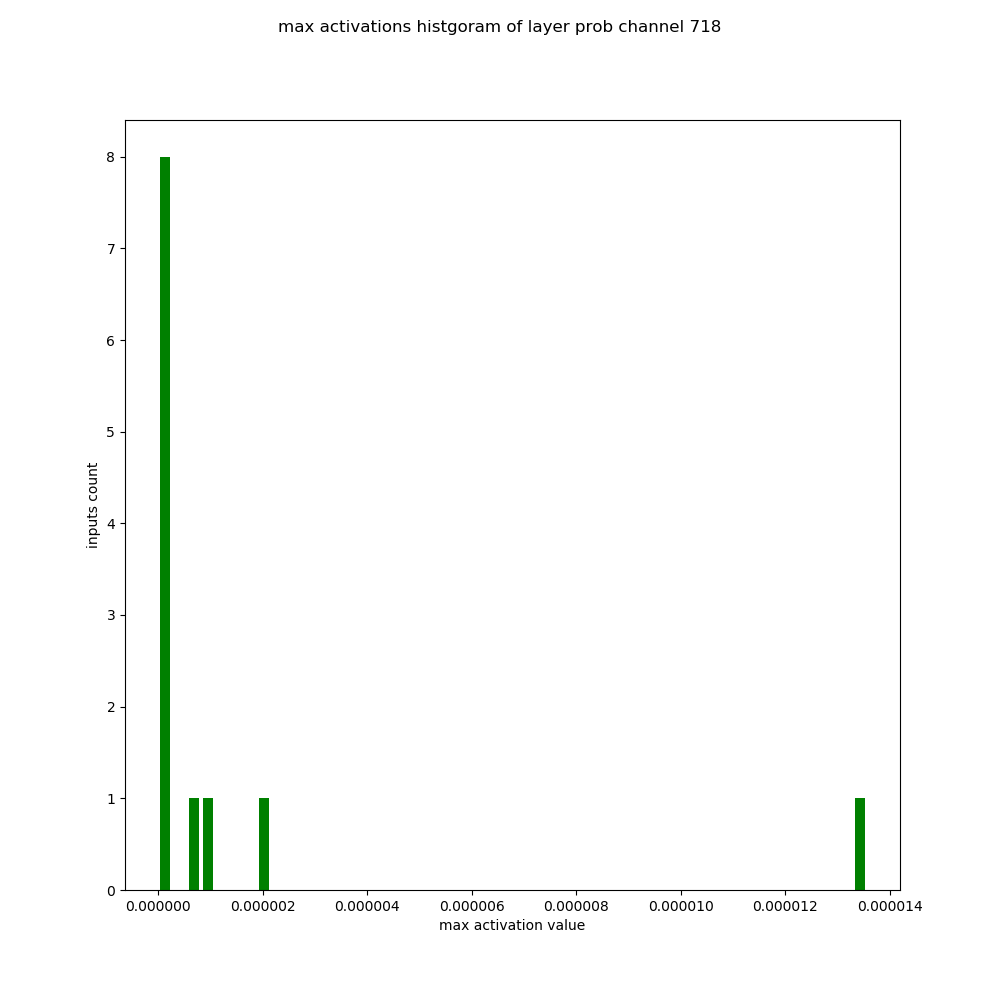 max activations histgoram of layer prob channel 718
8
7
6
5
4
3
2
1
0
inputs count
0.000000 0.000002 0.000004 0.000006 0.000008 0.000010 0.000012 0.000014
max activation value